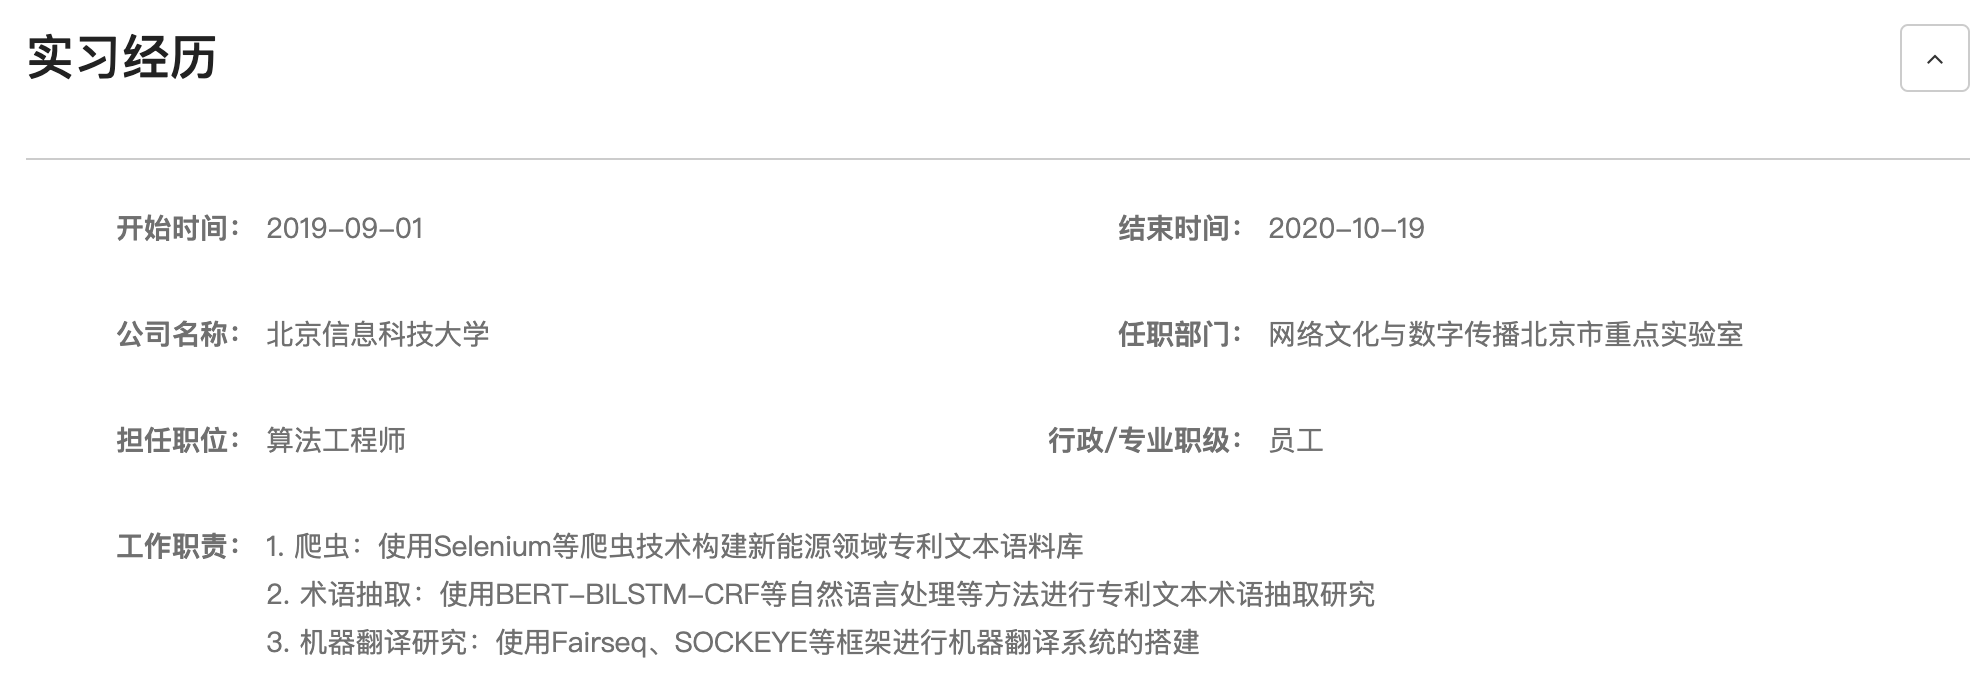 实习经历
开始时间： 2019-09-01 结束时间： 2020-10-19
公司名称： 北京信息科技大学 任职部门： 网络文化与数字传播北京市重点实验室
担任职位： 算法工程师 行政/专业职级： 员工
工作职责： 1. 爬虫：使用Selenium等爬虫技术构建新能源领域专利文本语料库
2. 术语抽取：使用BERT-BILSTM-CRF等自然语言处理等方法进行专利文本术语抽取研究
3. 机器翻译研究：使用Fairseq、SOCKEYE等框架进行机器翻译系统的搭建